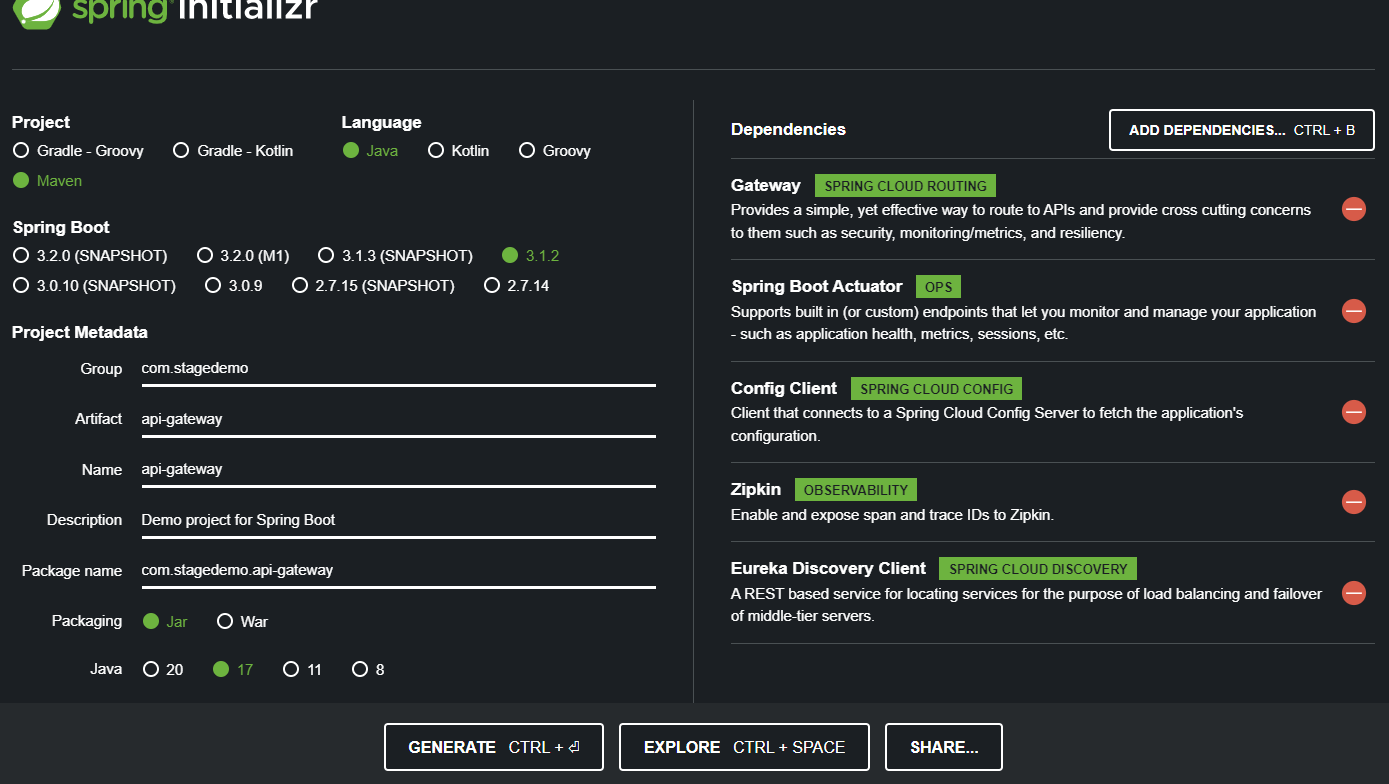 spring initializr
Project
Gradle - Groovy Gradle - Kotlin
Maven
Language
Java Kotlin Groovy
Spring Boot
3.2.0 (SNAPSHOT) 3.2.0 (M1) 3.1.3 (SNAPSHOT) 3.1.2
3.0.10 (SNAPSHOT) 3.0.9 2.7.15 (SNAPSHOT) 2.7.14
Project Metadata
Group com.stagedemo
Artifact api-gateway
Name api-gateway
Description Demo project for Spring Boot
Package name com.stagedemo.api-gateway
Packaging Jar War
Java 20 17 11 8
Dependencies
ADD DEPENDENCIES... CTRL + B
Gateway SPRING CLOUD ROUTING
Provides a simple, yet effective way to route to APIs and provide cross cutting concerns
to them such as security, monitoring/metrics, and resiliency.
Spring Boot Actuator OPS
Supports built in (or custom) endpoints that let you monitor and manage your application
- such as application health, metrics, sessions, etc.
Config Client SPRING CLOUD CONFIG
Client that connects to a Spring Cloud Config Server to fetch the application's
configuration.
Zipkin OBSERVABILITY
Enable and expose span and trace IDs to Zipkin.
Eureka Discovery Client SPRING CLOUD DISCOVERY
A REST based service for locating services for the purpose of load balancing and failover
of middle-tier servers.
GENERATE CTRL + ⏎
EXPLORE CTRL + SPACE
SHARE...